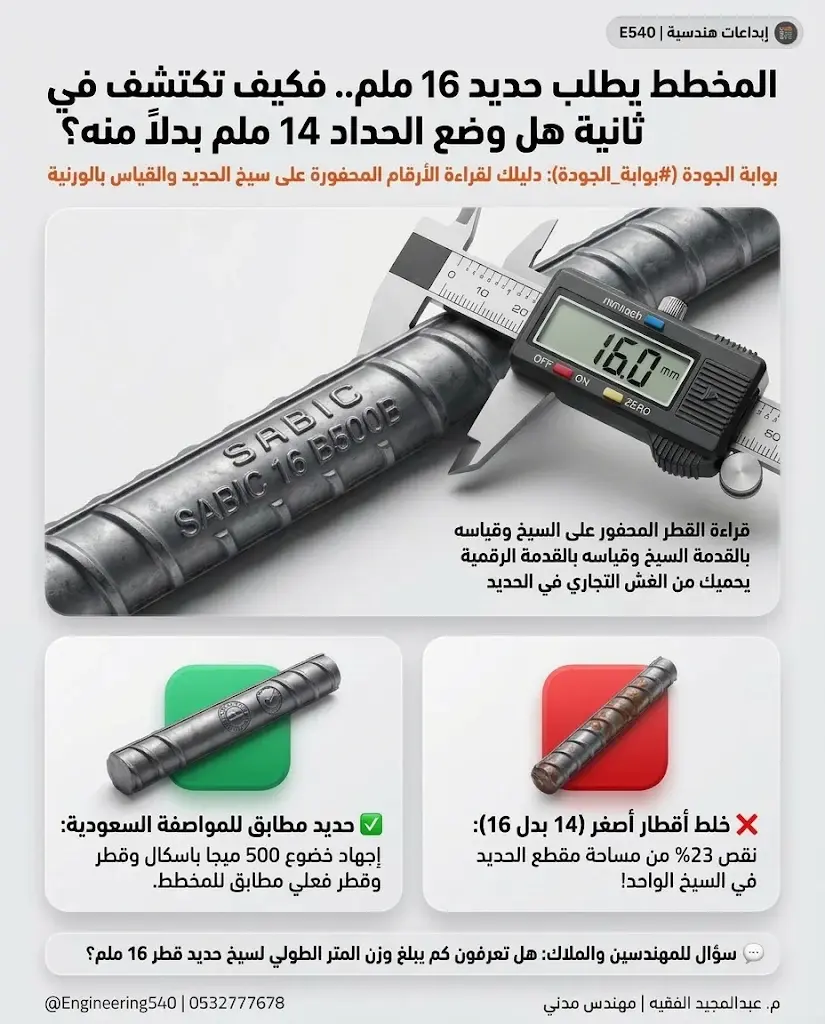 إبداعات هندسية | E540
المخطط يطلب حديد 16 ملم.. فكيف تكتشف في
ثانية هل وضع الحداد 14 ملم بدلاً منه؟
بوابة الجودة (#بوابة_الجودة): دليلك لقراءة الأرقام المحفورة على سيخ الحديد والقياس بالورنية
0 10 20
16.0 mm
OFF ON
ZERO
60
SABIC
SABIC 16 B500B
قراءة القطر المحفور على السيخ وقياسه
بالقدمة السيخ وقياسه بالقدمة الرقمية
يحميك من الغش التجاري في الحديد
❌ خلط أقطار أصغر (14 بدل 16):
نقص 23% من مساحة مقطع الحديد
في السيخ الواحد!
✅ حديد مطابق للمواصفة السعودية:
إجهاد خضوع 500 ميجا باسكال وقطر
وقطر فعلي مطابق للمخطط.
💬 سؤال للمهندسين والملاك: هل تعرفون كم يبلغ وزن المتر الطولي لسيخ حديد قطر 16 ملم؟
م. عبدالمجيد الفقيه | مهندس مدني
@Engineering540 | 0532777678